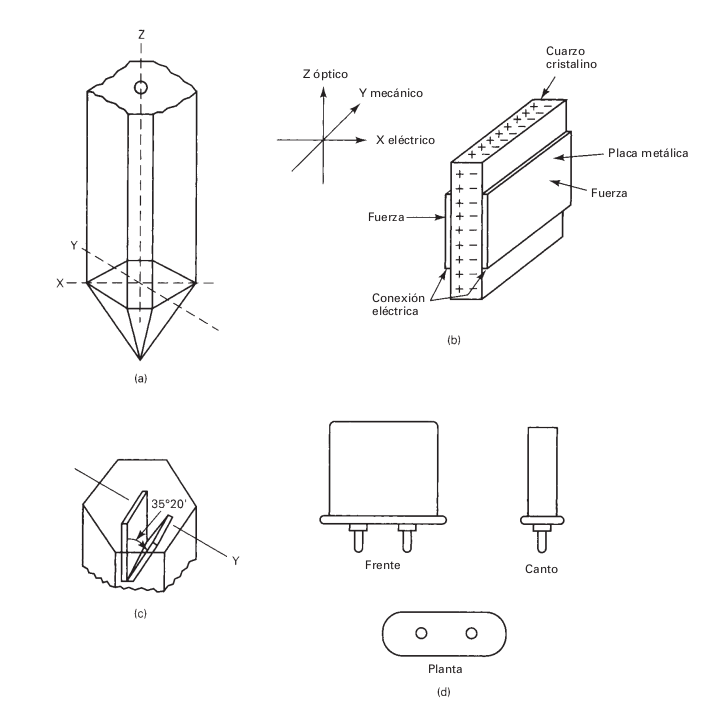 Z
Y
X
(a)
Z óptico
Y mecánico
X eléctrico
Cuarzo
cristalino
Placa metálica
Fuerza
Fuerza
Conexión
eléctrica
+ + + + + + + +
− − − − − − − −
+ −
+ −
+ −
+ −
+ −
+ −
+ −
+ −
+ −
(b)
35°20'
Y
(c)
Frente
Canto
Planta
(d)